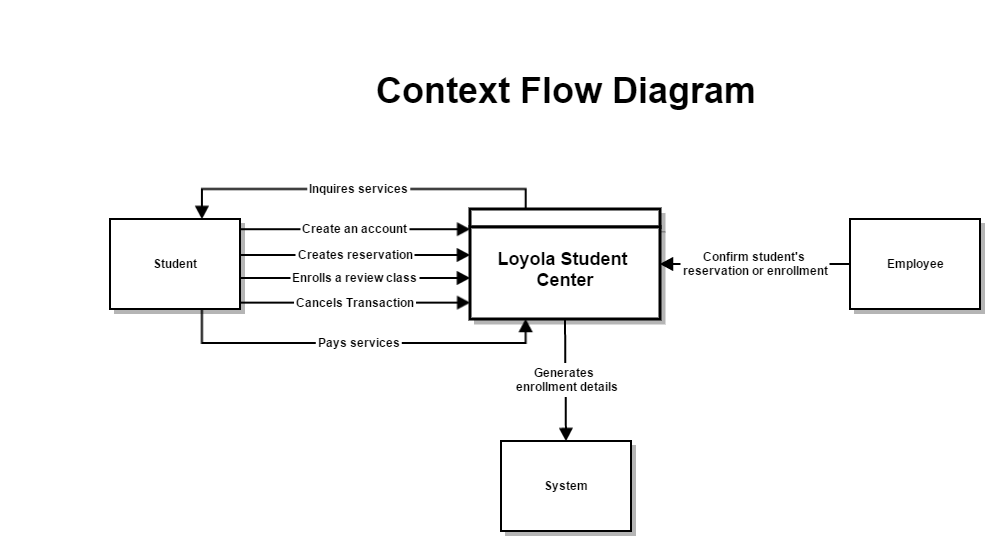 Context Flow Diagram
Inquires services
Create an account
Creates reservation
Enrolls a review class
Cancels Transaction
Pays services
Student
Loyola Student
Center
Confirm student's
reservation or enrollment
Employee
Generates
enrollment details
System